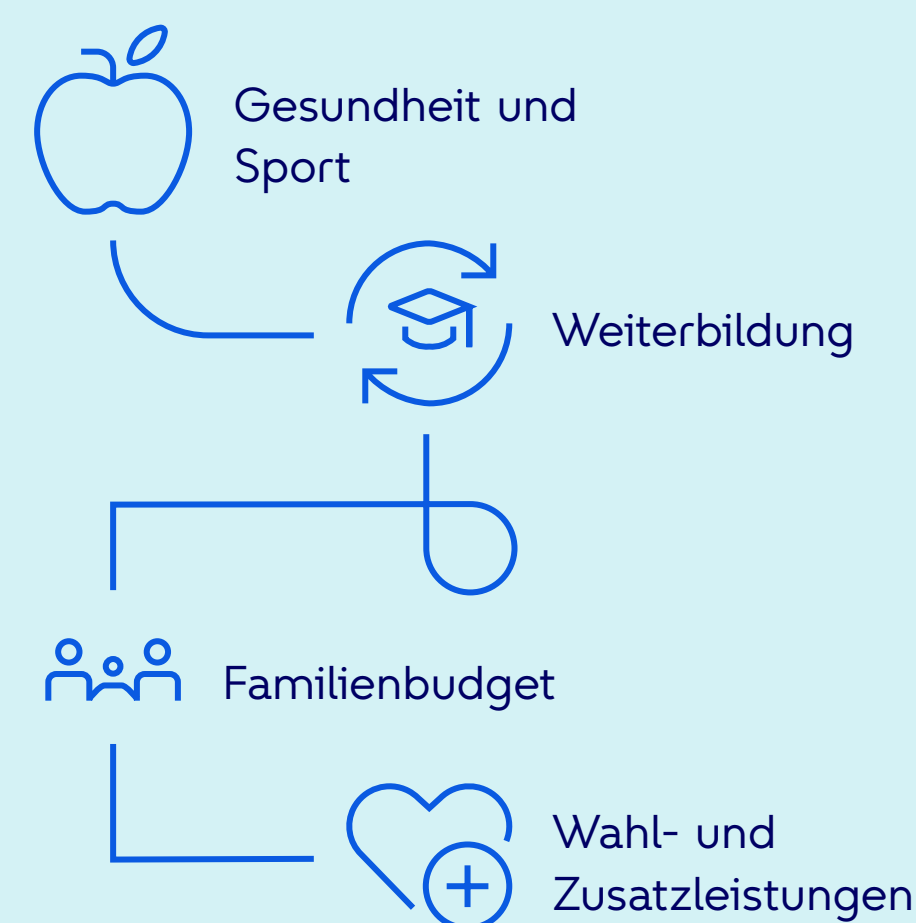 Gesundheit und
Sport
Weiterbildung
Familienbudget
Wahl- und
Zusatzleistungen